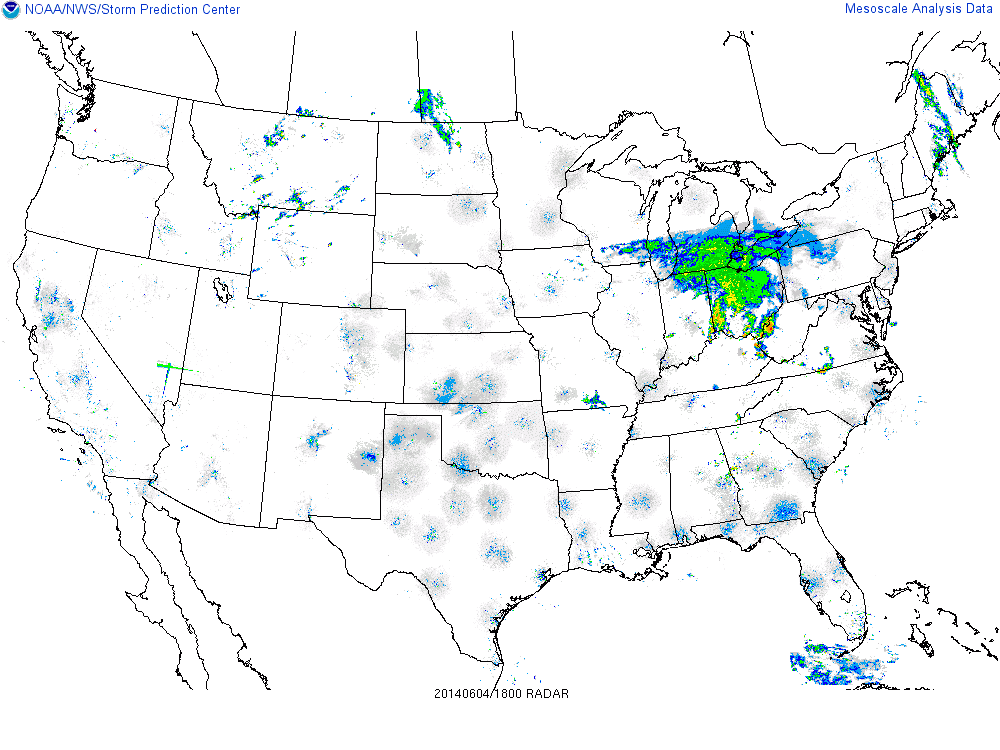 NOAA/NWS/Storm Prediction Center
Mesoscale Analysis Data
20140604/1800 RADAR